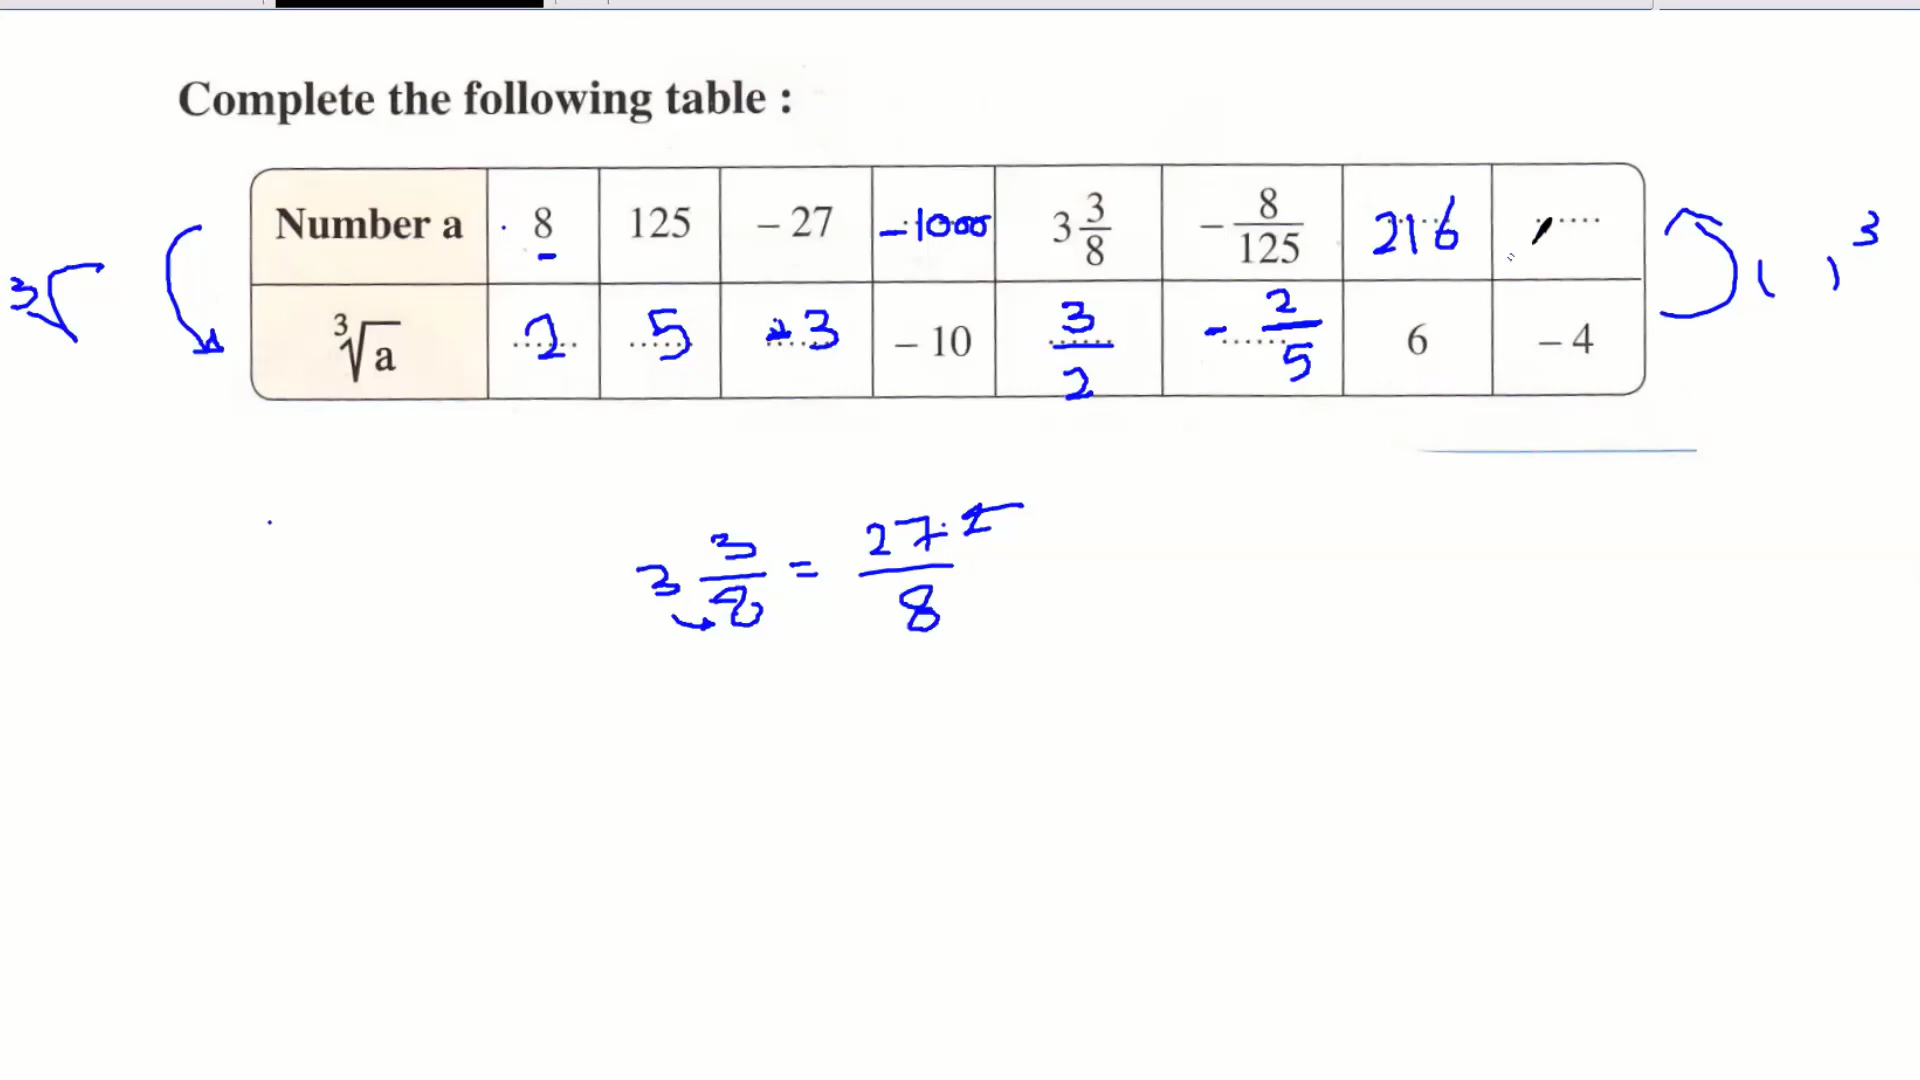 Complete the following table :
Number a 8 125 – 27 -1000 3 3/8 – 8/125 216 .....
∛a 2 5 -3 – 10 3/2 - 2/5 6 – 4
3√ ( )3
3 3/8 = 27/8